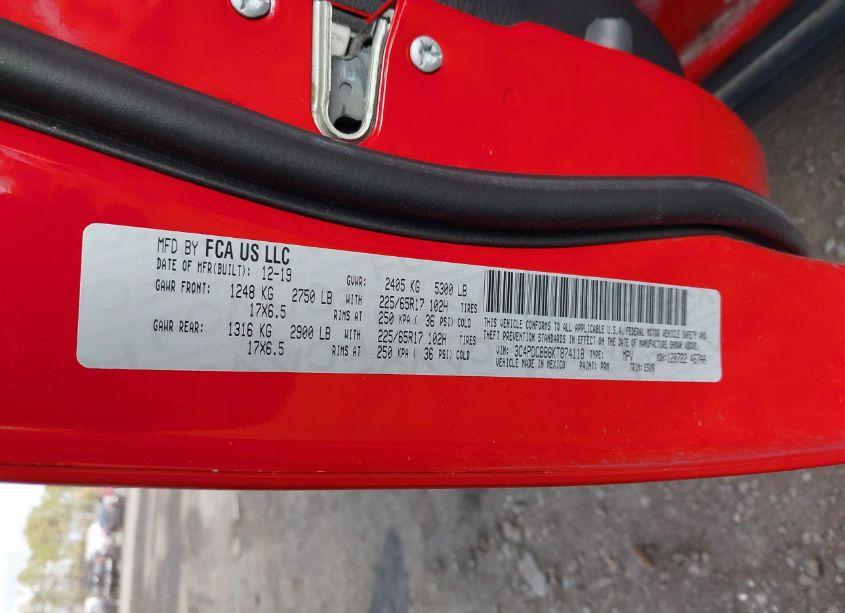 MFD BY FCA US LLC
DATE OF MFR(BUILT): 12-19 GVWR: 2405 KG 5300 LB
GAWR FRONT: 1248 KG 2750 LB WITH 225/65R17 102H TIRES
17X6.5 RIMS AT 250 KPA ( 36 PSI) COLD
GAWR REAR: 1316 KG 2900 LB WITH 225/65R17 102H TIRES
17X6.5 RIMS AT 250 KPA ( 36 PSI) COLD
THIS VEHICLE CONFORMS TO ALL APPLICABLE U.S.A/FEDERAL MOTOR VEHICLE SAFETY AND
THEFT PREVENTION STANDARDS IN EFFECT ON THE DATE OF MANUFACTURE SHOWN ABOVE.
VIN: 3C4PDCBB6KT874118 TYPE: MPV MDH:
VEHICLE MADE IN MEXICO PAINT: PRM TRIM: